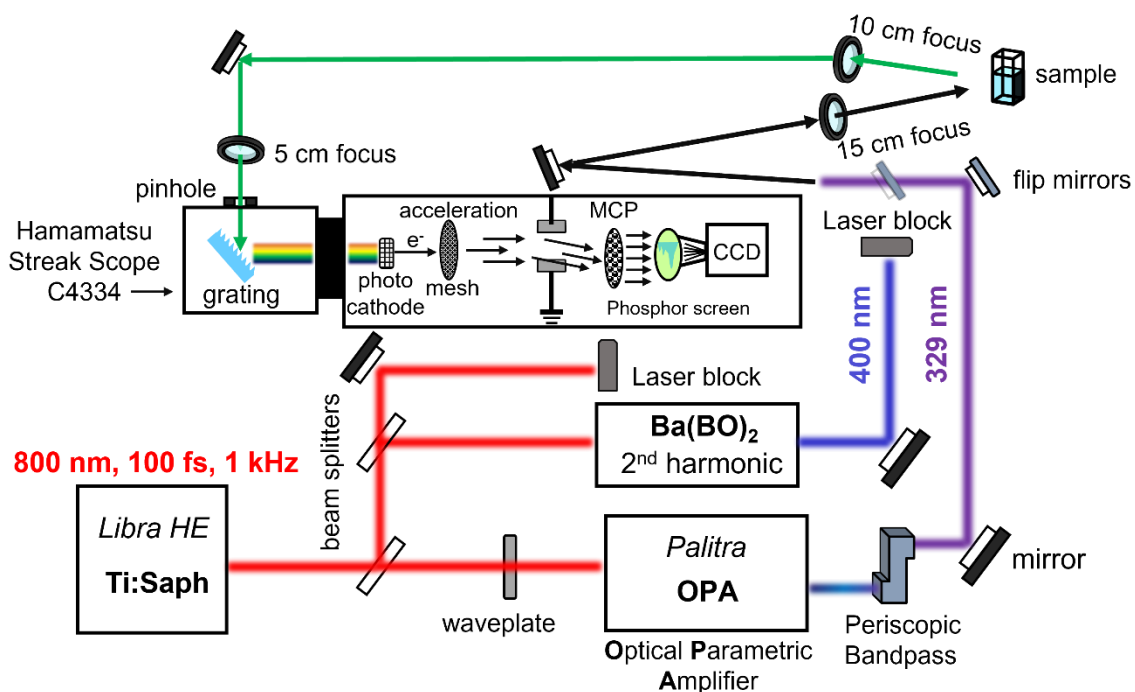 10 cm focus
sample
15 cm focus
5 cm focus
flip mirrors
pinhole
Laser block
Hamamatsu
Streak Scope
C4334
grating
acceleration
e-
photo
cathode
mesh
MCP
CCD
Phosphor screen
400 nm
329 nm
Laser block
beam splitters
Ba(BO)2
2nd harmonic
800 nm, 100 fs, 1 kHz
Libra HE
Ti:Saph
waveplate
Palitra
OPA
Optical Parametric
Amplifier
Periscopic
Bandpass
mirror